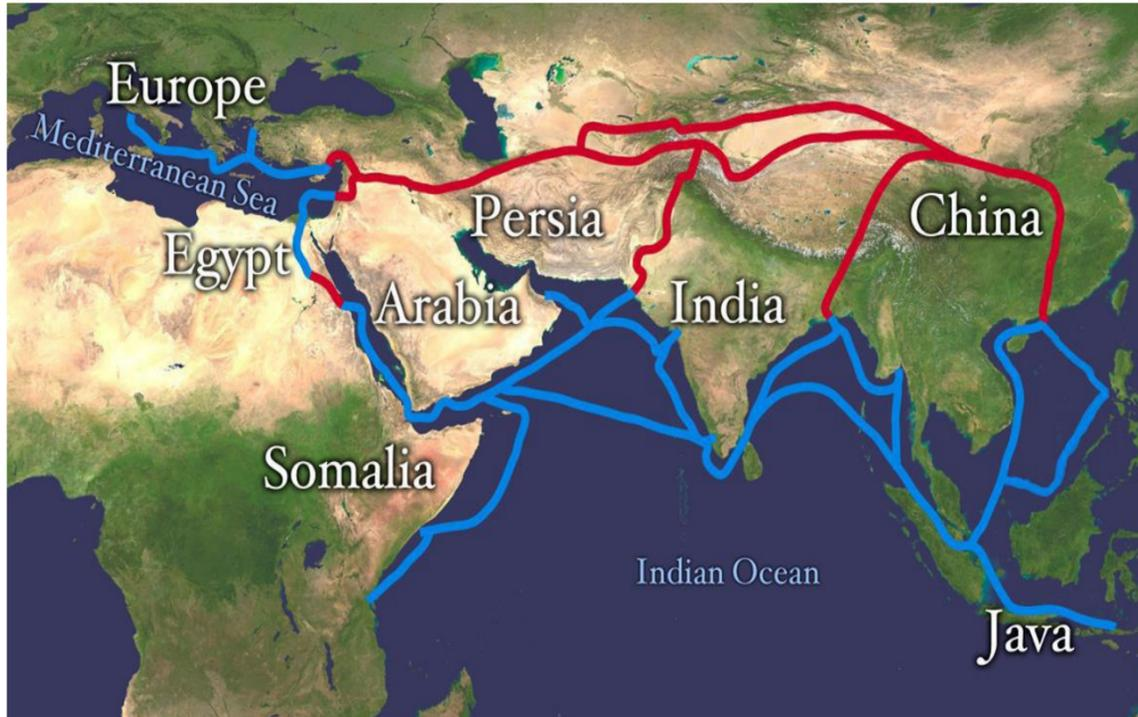 Europe
Mediterranean Sea
Egypt
Persia
China
Arabia
India
Somalia
Indian Ocean
Java